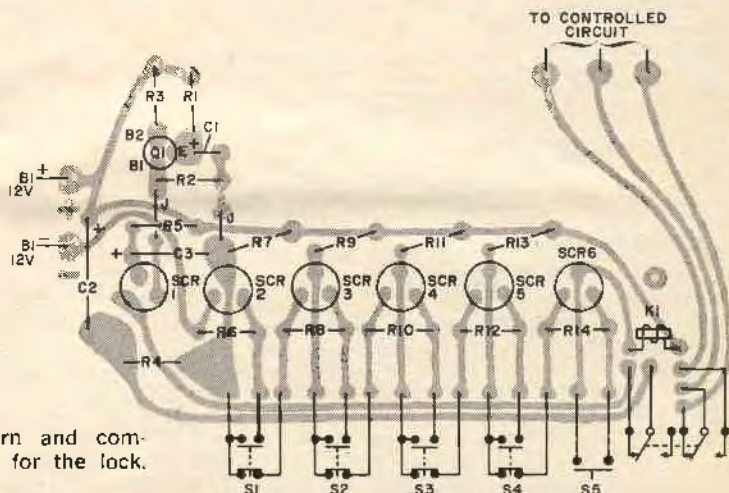 TO CONTROLLED
CIRCUIT
R3
R1
B2
Q1
E
+
C1
B1
R2
B1 +
12V
J
J
R5
+
B1 −
12V
+
C3
R7
R9
R11
R13
SCR6
C2
SCR
1
SCR
2
SCR
3
SCR
4
SCR
5
K1
R6
R8
R10
R12
R14
R4
rn and com-
for the lock.
S1
S2
S3
S4
S5